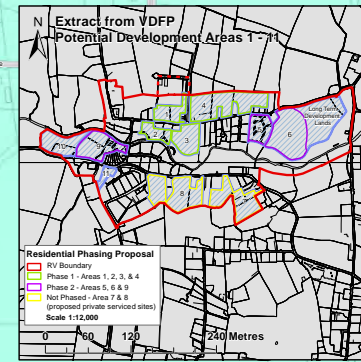 N
Extract from VDFP
Potential Development Areas 1 - 11
Long Term
Development
Lands
1
4
2
3
5
6
10
9
11
8
7
Residential Phasing Proposal
RV Boundary
Phase 1 - Areas 1, 2, 3, & 4
Phase 2 - Areas 5, 6 & 9
Not Phased - Area 7 & 8
(proposed private serviced sites)
Scale 1:12,000
0 60 120 240 Metres